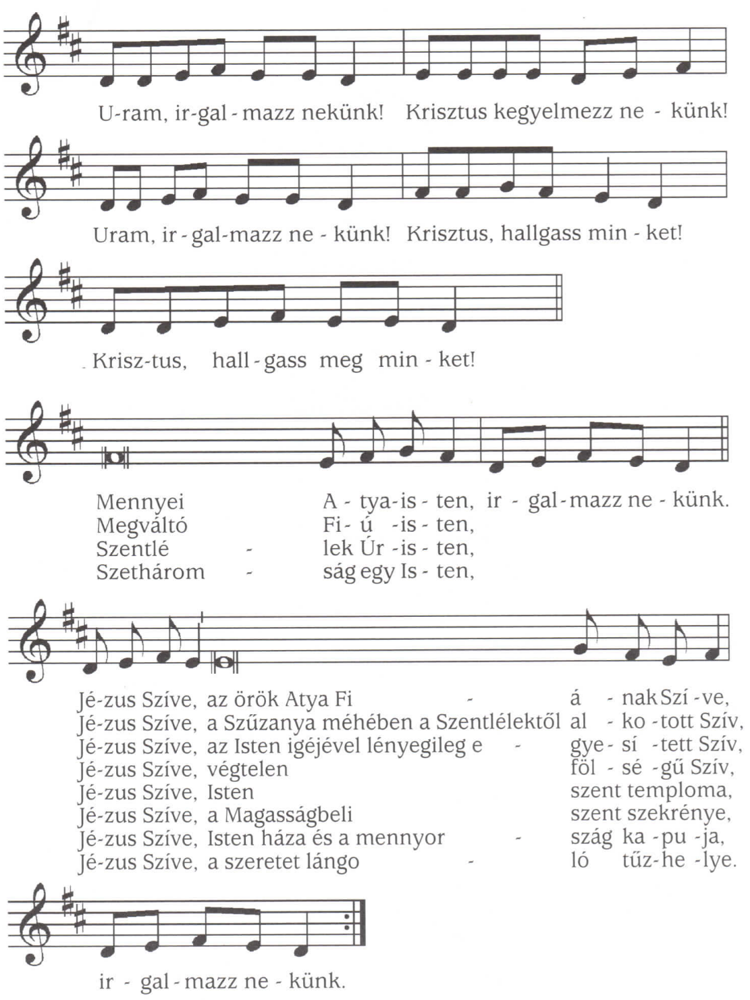 U-ram, ir-gal - mazz nekünk! Krisztus kegyelmezz ne - künk!
Uram, ir - gal-mazz ne - künk! Krisztus, hallgass min - ket!
Krisz-tus, hall - gass meg min - ket!
Mennyei A - tya-is - ten, ir - gal-mazz ne - künk.
Megváltó Fi- ú -is - ten,
Szentlé - lek Úr -is - ten,
Szethárom - ság egy Is - ten,
Jé-zus Szíve, az örök Atya Fi - á - nak Szí -ve,
Jé-zus Szíve, a Szűzanya méhében a Szentlélektől al - ko -tott Szív,
Jé-zus Szíve, az Isten igéjével lényegileg e - gye- sí -tett Szív,
Jé-zus Szíve, végtelen föl - sé -gű Szív,
Jé-zus Szíve, Isten szent temploma,
Jé-zus Szíve, a Magasságbeli szent szekrénye,
Jé-zus Szíve, Isten háza és a mennyor - szág ka -pu -ja,
Jé-zus Szíve, a szeretet lángo - ló tűz-he -lye.
ir - gal - mazz ne - künk.